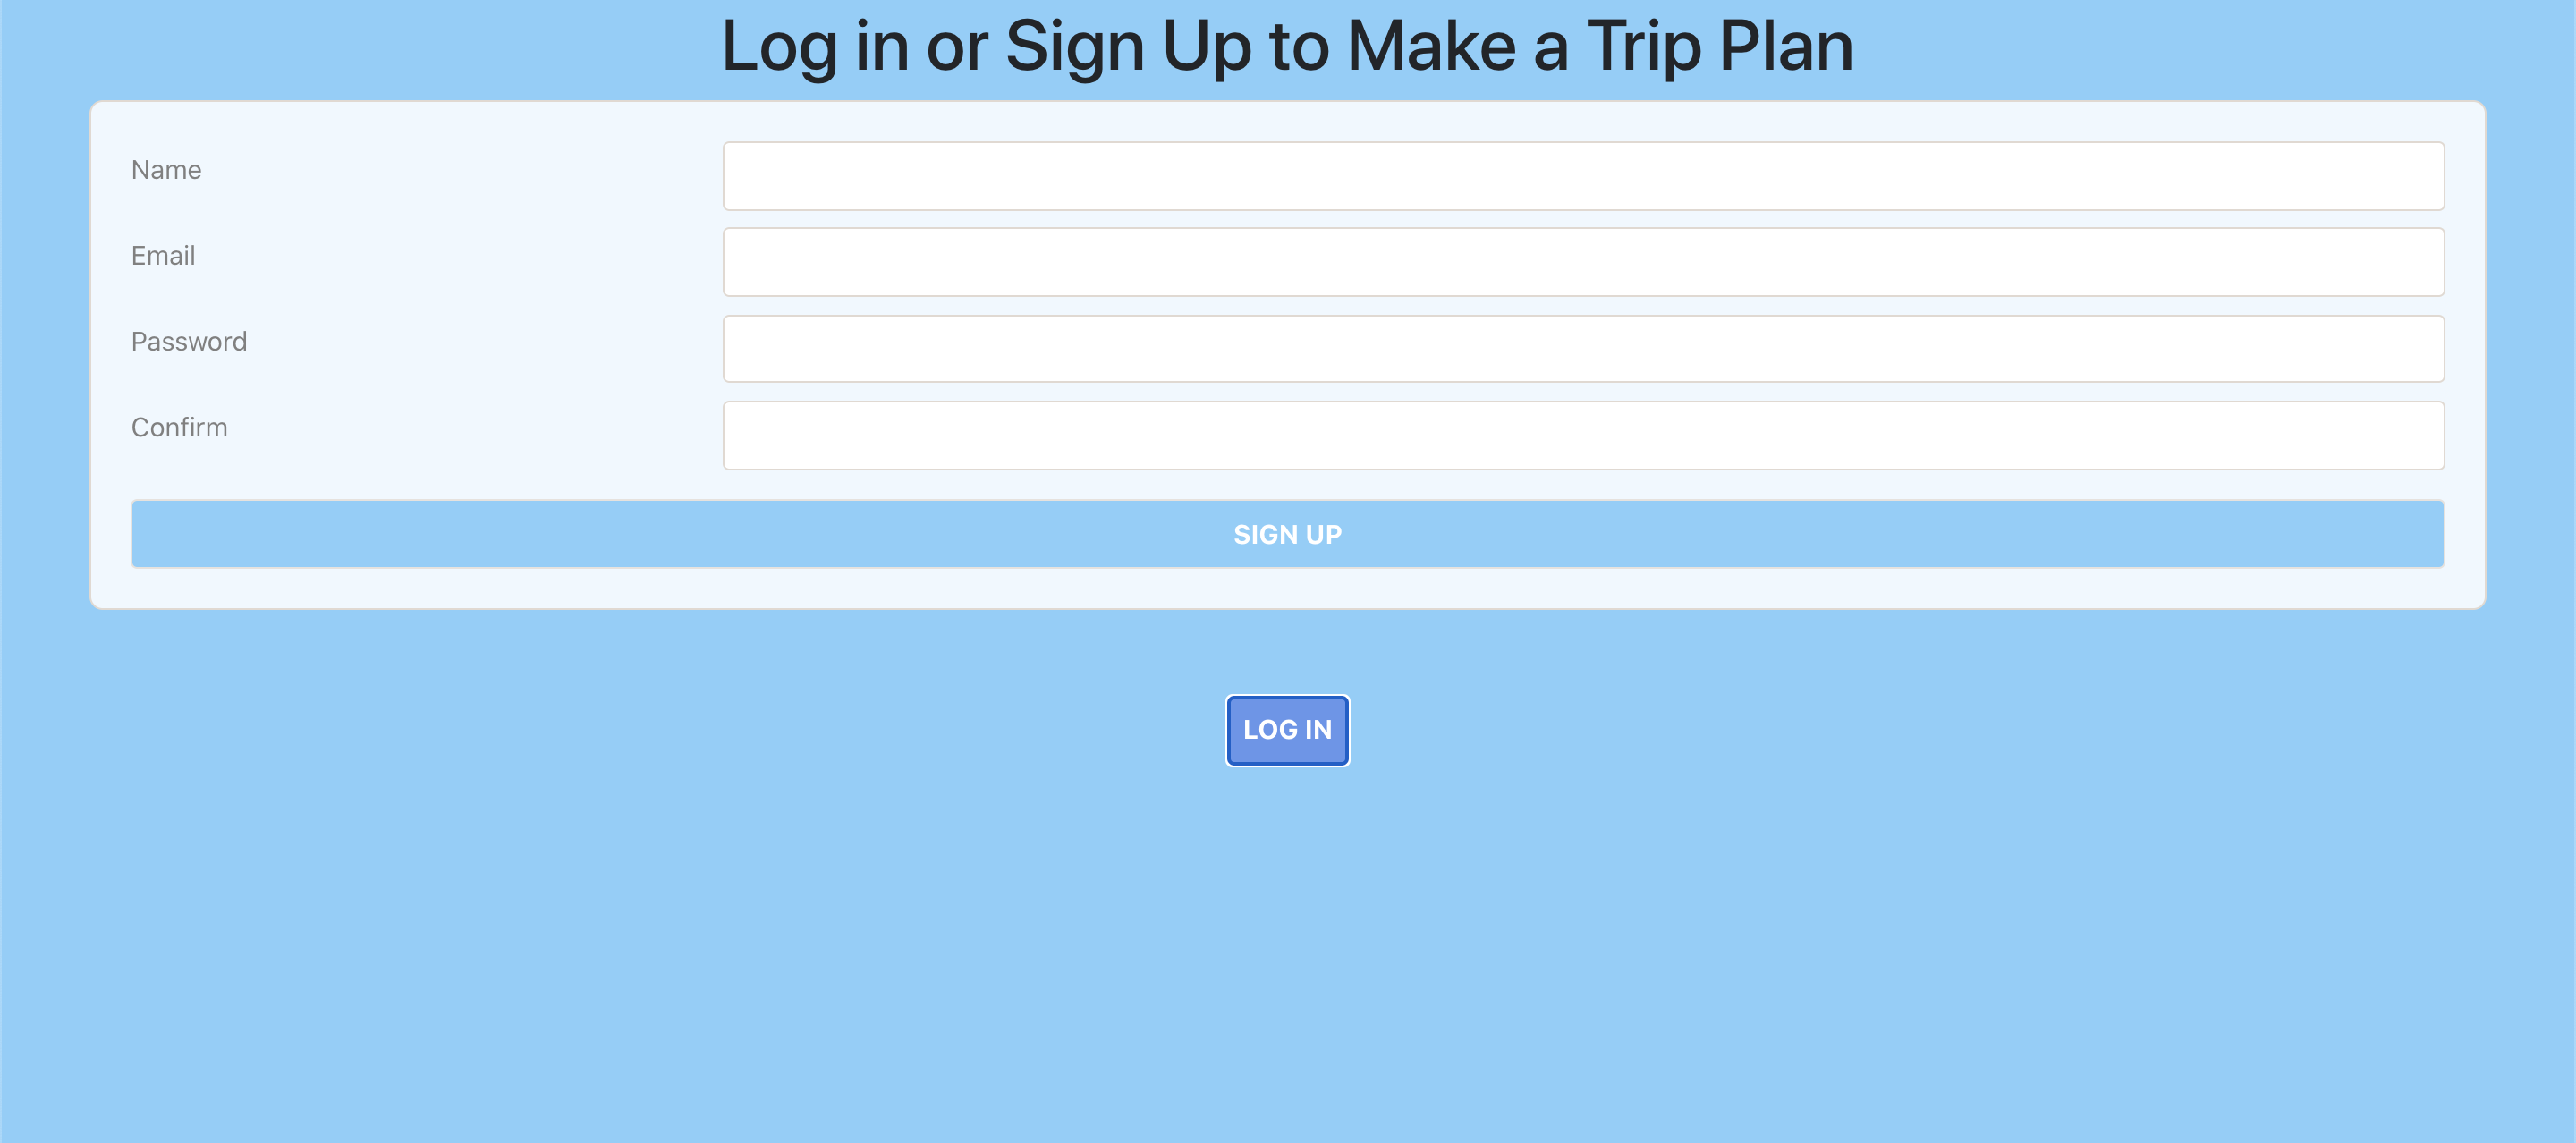 Log in or Sign Up to Make a Trip Plan
Name
Email
Password
Confirm
SIGN UP
LOG IN